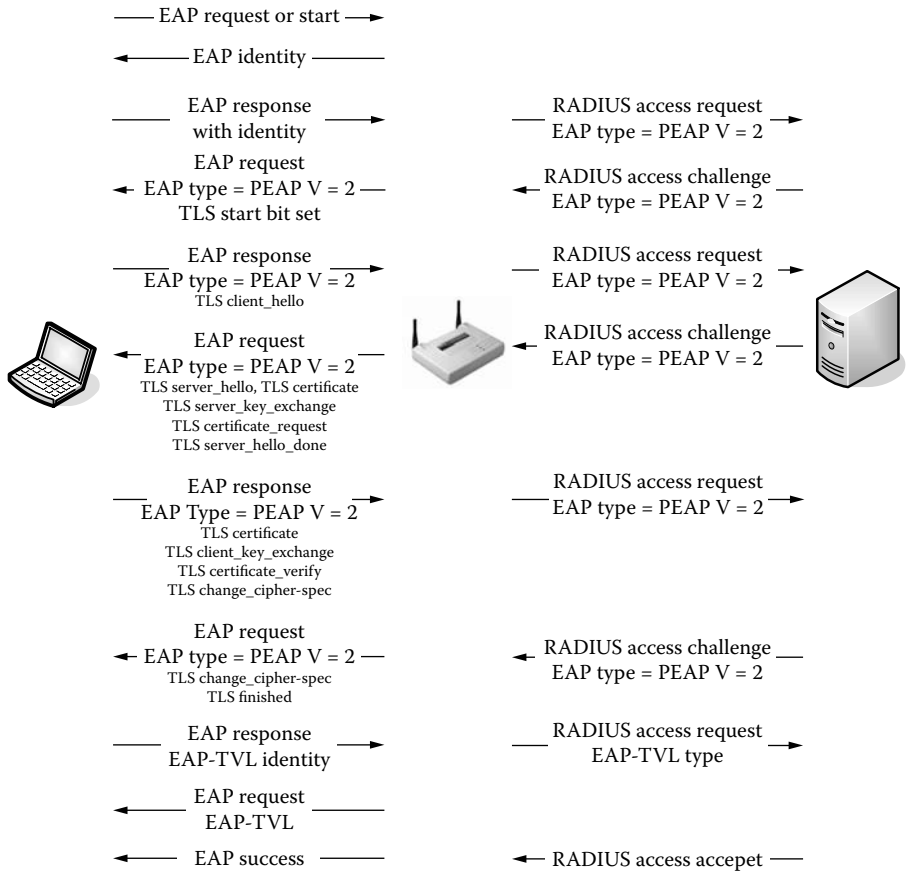 EAP request or start
EAP identity
EAP response
with identity
RADIUS access request
EAP type = PEAP V = 2
EAP request
EAP type = PEAP V = 2
TLS start bit set
RADIUS access challenge
EAP type = PEAP V = 2
EAP response
EAP type = PEAP V = 2
TLS client_hello
RADIUS access request
EAP type = PEAP V = 2
EAP request
EAP type = PEAP V = 2
TLS server_hello, TLS certificate
TLS server_key_exchange
TLS certificate_request
TLS server_hello_done
RADIUS access challenge
EAP type = PEAP V = 2
EAP response
EAP Type = PEAP V = 2
TLS certificate
TLS client_key_exchange
TLS certificate_verify
TLS change_cipher-spec
RADIUS access request
EAP type = PEAP V = 2
EAP request
EAP type = PEAP V = 2
TLS change_cipher-spec
TLS finished
RADIUS access challenge
EAP type = PEAP V = 2
EAP response
EAP-TVL identity
RADIUS access request
EAP-TVL type
EAP request
EAP-TVL
EAP success
RADIUS access accepet